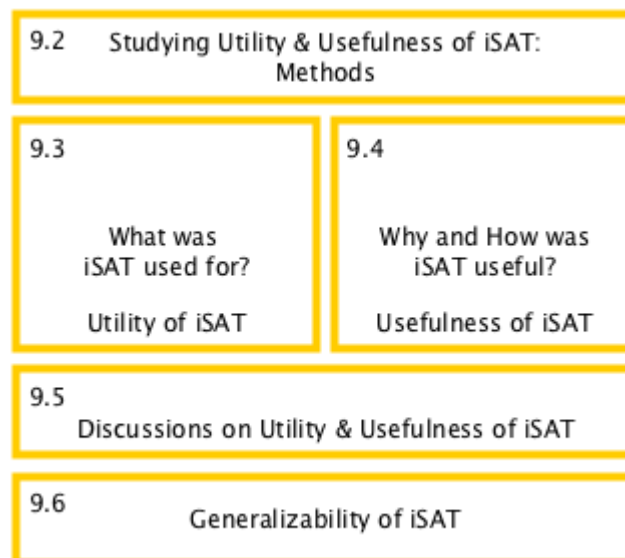 9.2 Studying Utility & Usefulness of iSAT:
Methods
9.3
What was
iSAT used for?
Utility of iSAT
9.4
Why and How was
iSAT useful?
Usefulness of iSAT
9.5
Discussions on Utility & Usefulness of iSAT
9.6
Generalizability of iSAT